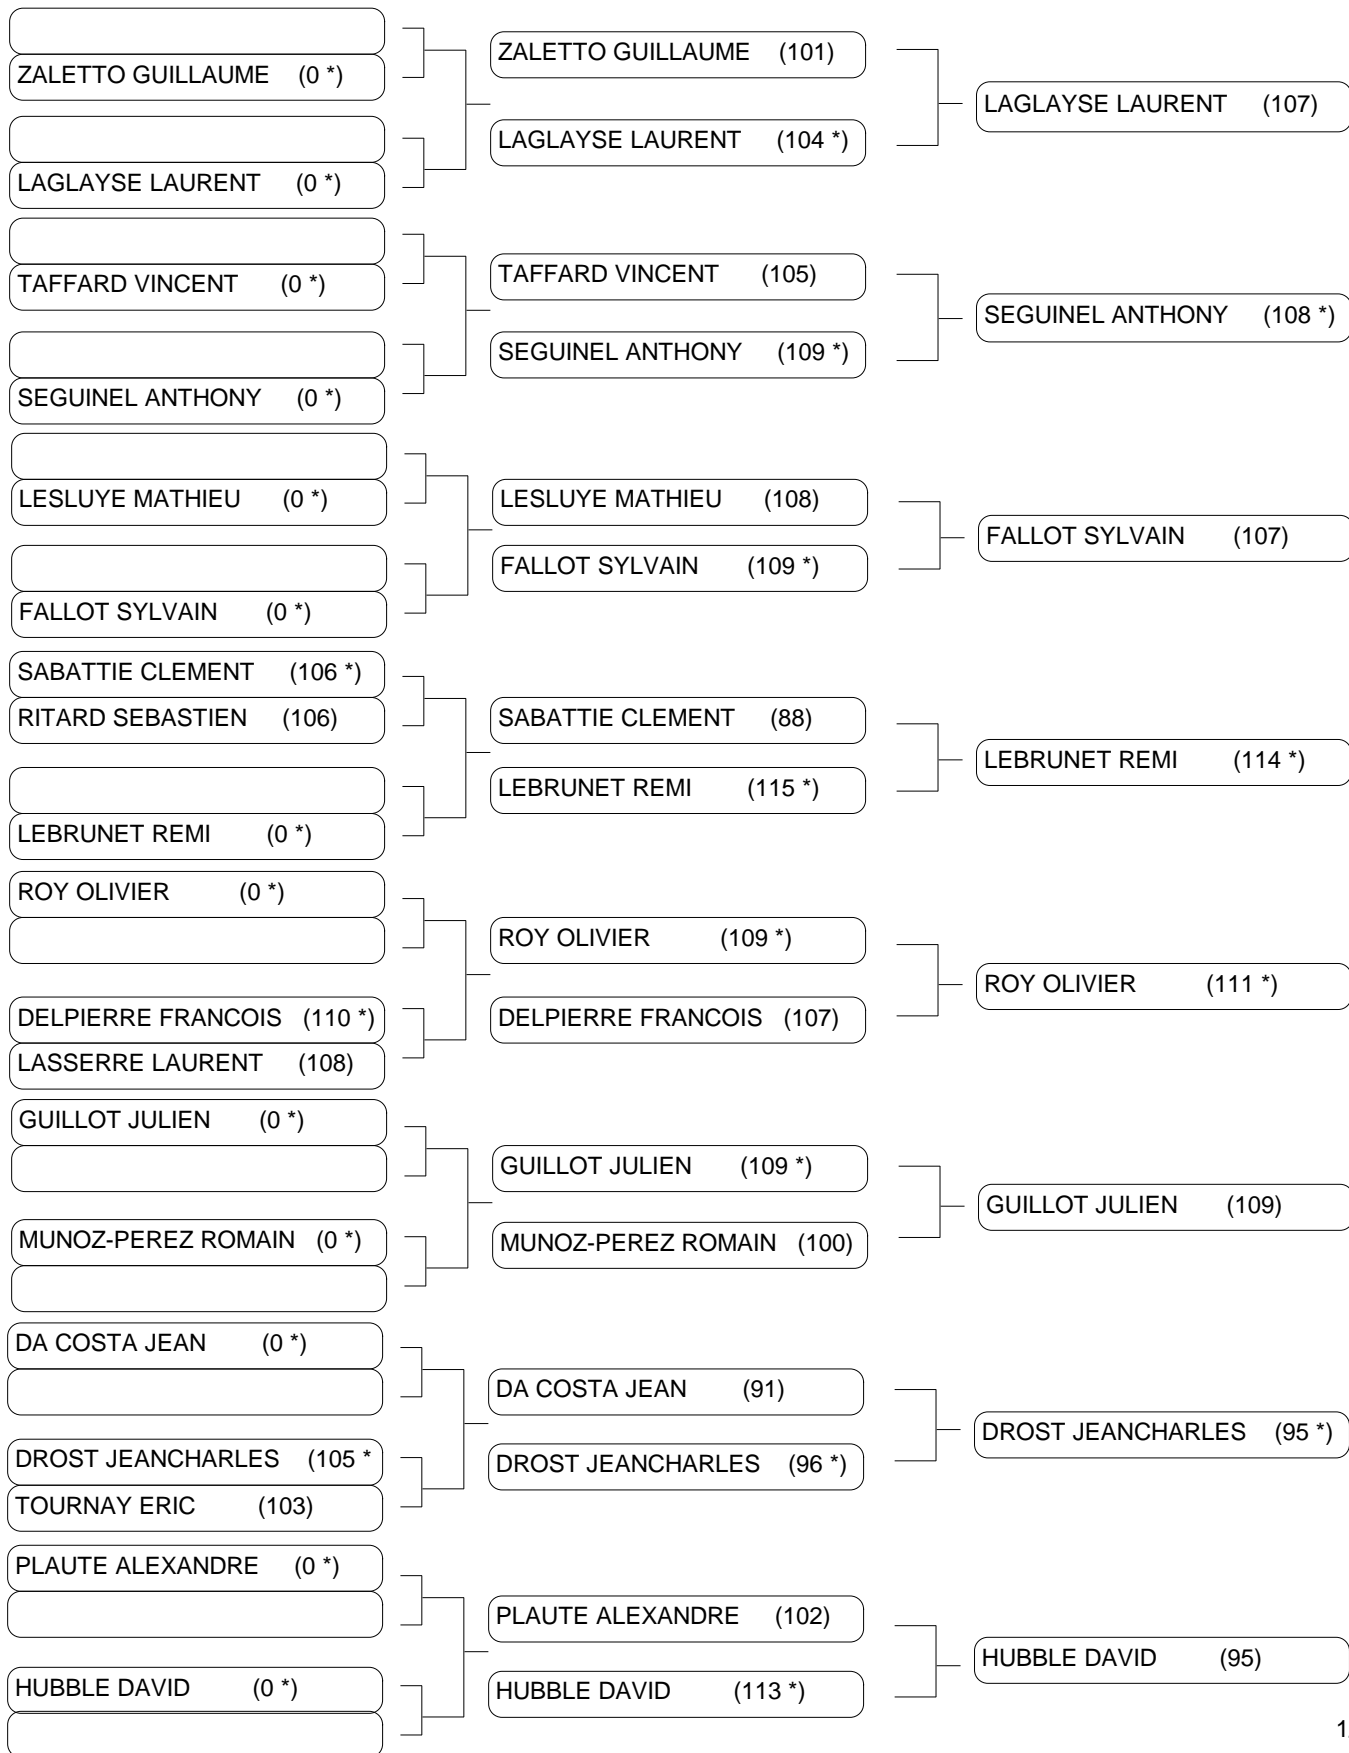 ZALETTO GUILLAUME (0 *)
LAGLAYSE LAURENT (0 *)
TAFFARD VINCENT (0 *)
SEGUINEL ANTHONY (0 *)
LESLUYE MATHIEU (0 *)
FALLOT SYLVAIN (0 *)
SABATTIE CLEMENT (106 *)
RITARD SEBASTIEN (106)
LEBRUNET REMI (0 *)
ROY OLIVIER (0 *)
DELPIERRE FRANCOIS (110 *)
LASSERRE LAURENT (108)
GUILLOT JULIEN (0 *)
MUNOZ-PEREZ ROMAIN (0 *)
DA COSTA JEAN (0 *)
DROST JEANCHARLES (105 *
TOURNAY ERIC (103)
PLAUTE ALEXANDRE (0 *)
HUBBLE DAVID (0 *)
ZALETTO GUILLAUME (101)
LAGLAYSE LAURENT (104 *)
TAFFARD VINCENT (105)
SEGUINEL ANTHONY (109 *)
LESLUYE MATHIEU (108)
FALLOT SYLVAIN (109 *)
SABATTIE CLEMENT (88)
LEBRUNET REMI (115 *)
ROY OLIVIER (109 *)
DELPIERRE FRANCOIS (107)
GUILLOT JULIEN (109 *)
MUNOZ-PEREZ ROMAIN (100)
DA COSTA JEAN (91)
DROST JEANCHARLES (96 *)
PLAUTE ALEXANDRE (102)
HUBBLE DAVID (113 *)
LAGLAYSE LAURENT (107)
SEGUINEL ANTHONY (108 *)
FALLOT SYLVAIN (107)
LEBRUNET REMI (114 *)
ROY OLIVIER (111 *)
GUILLOT JULIEN (109)
DROST JEANCHARLES (95 *)
HUBBLE DAVID (95)
1